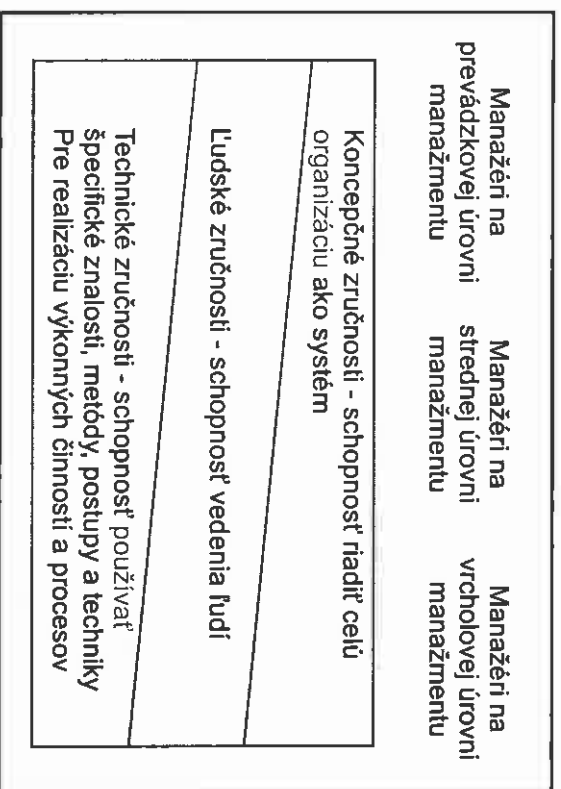 Manažéri na
prevádzkovej úrovni
manažmentu
Manažéri na
strednej úrovni
manažmentu
Manažéri na
vrcholovej úrovni
manažmentu
Koncepčné zručnosti - schopnosť riadiť celú
organizáciu ako systém
Ľudské zručnosti - schopnosť vedenia ľudí
Technické zručnosti - schopnosť používať
špecifické znalosti, metódy, postupy a techniky
Pre realizáciu výkonných činností a procesov